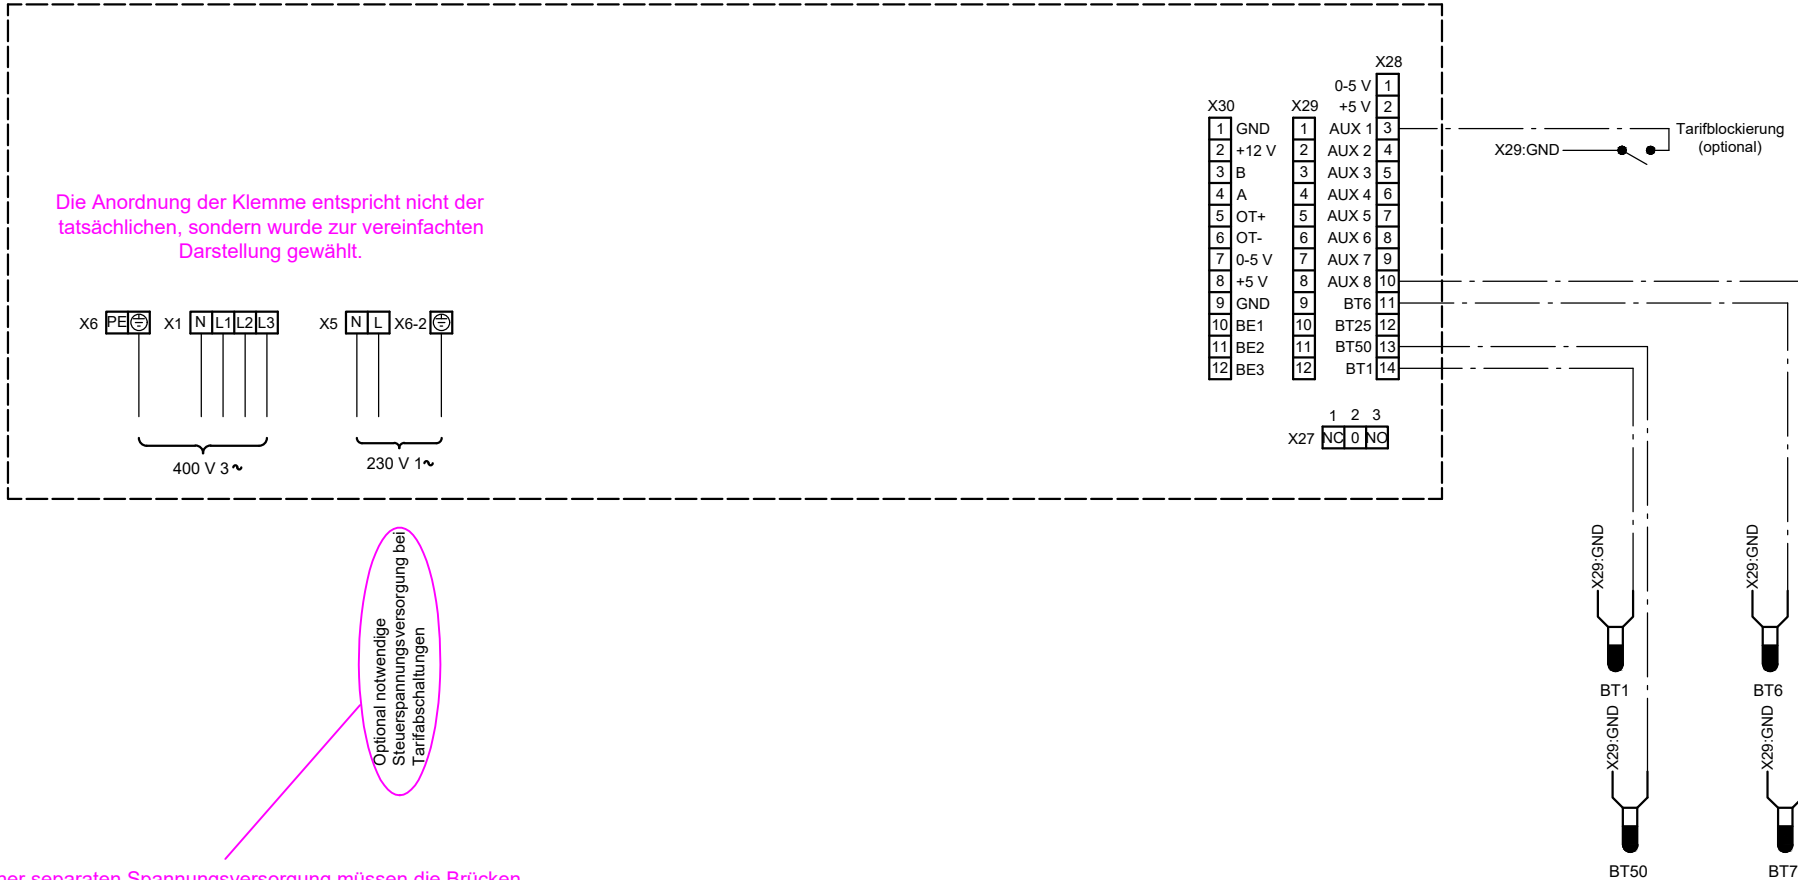 X28
0-5 V 1
X30 X29 +5 V 2
1 GND 1 AUX 1 3
2 +12 V 2 AUX 2 4
3 B 3 AUX 3 5
4 A 4 AUX 4 6
5 OT+ 5 AUX 5 7
6 OT- 6 AUX 6 8
7 0-5 V 7 AUX 7 9
8 +5 V 8 AUX 8 10
9 GND 9 BT6 11
10 BE1 10 BT25 12
11 BE2 11 BT50 13
12 BE3 12 BT1 14
Tarifblockierung
(optional)
X29:GND
Die Anordnung der Klemme entspricht nicht der
tatsächlichen, sondern wurde zur vereinfachten
Darstellung gewählt.
X6 PE X1 N L1 L2 L3 X5 N L X6-2
400 V 3~
230 V 1~
1 2 3
X27 NC 0 NO
Optional notwendige
Steuerspannungsversorgung bei
Tarifabschaltungen
X29:GND
BT1
X29:GND
BT6
X29:GND
BT50
X29:GND
BT7
separaten Spannungsversorgung müssen die Brücken